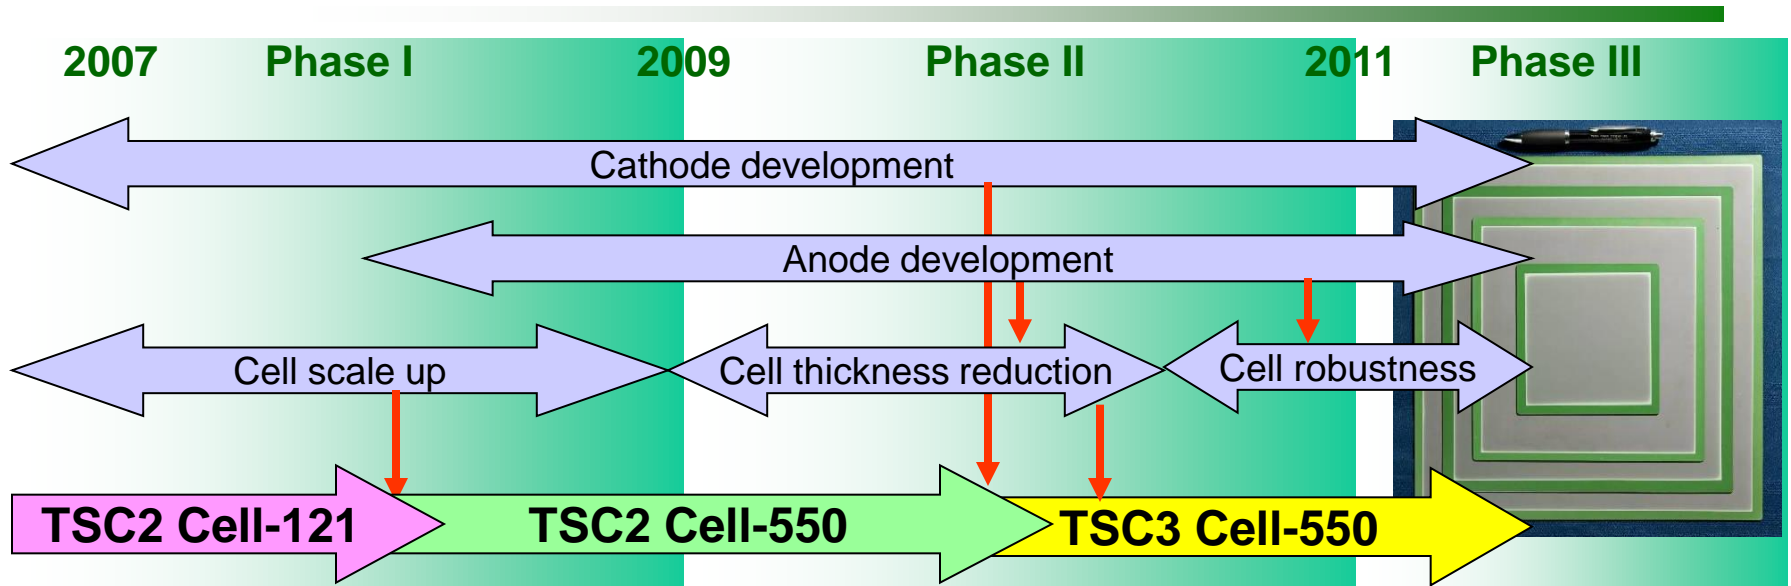 2007 Phase I 2009 Phase II 2011 Phase III
Cathode development
Anode development
Cell scale up Cell thickness reduction Cell robustness
TSC2 Cell-121 TSC2 Cell-550 TSC3 Cell-550